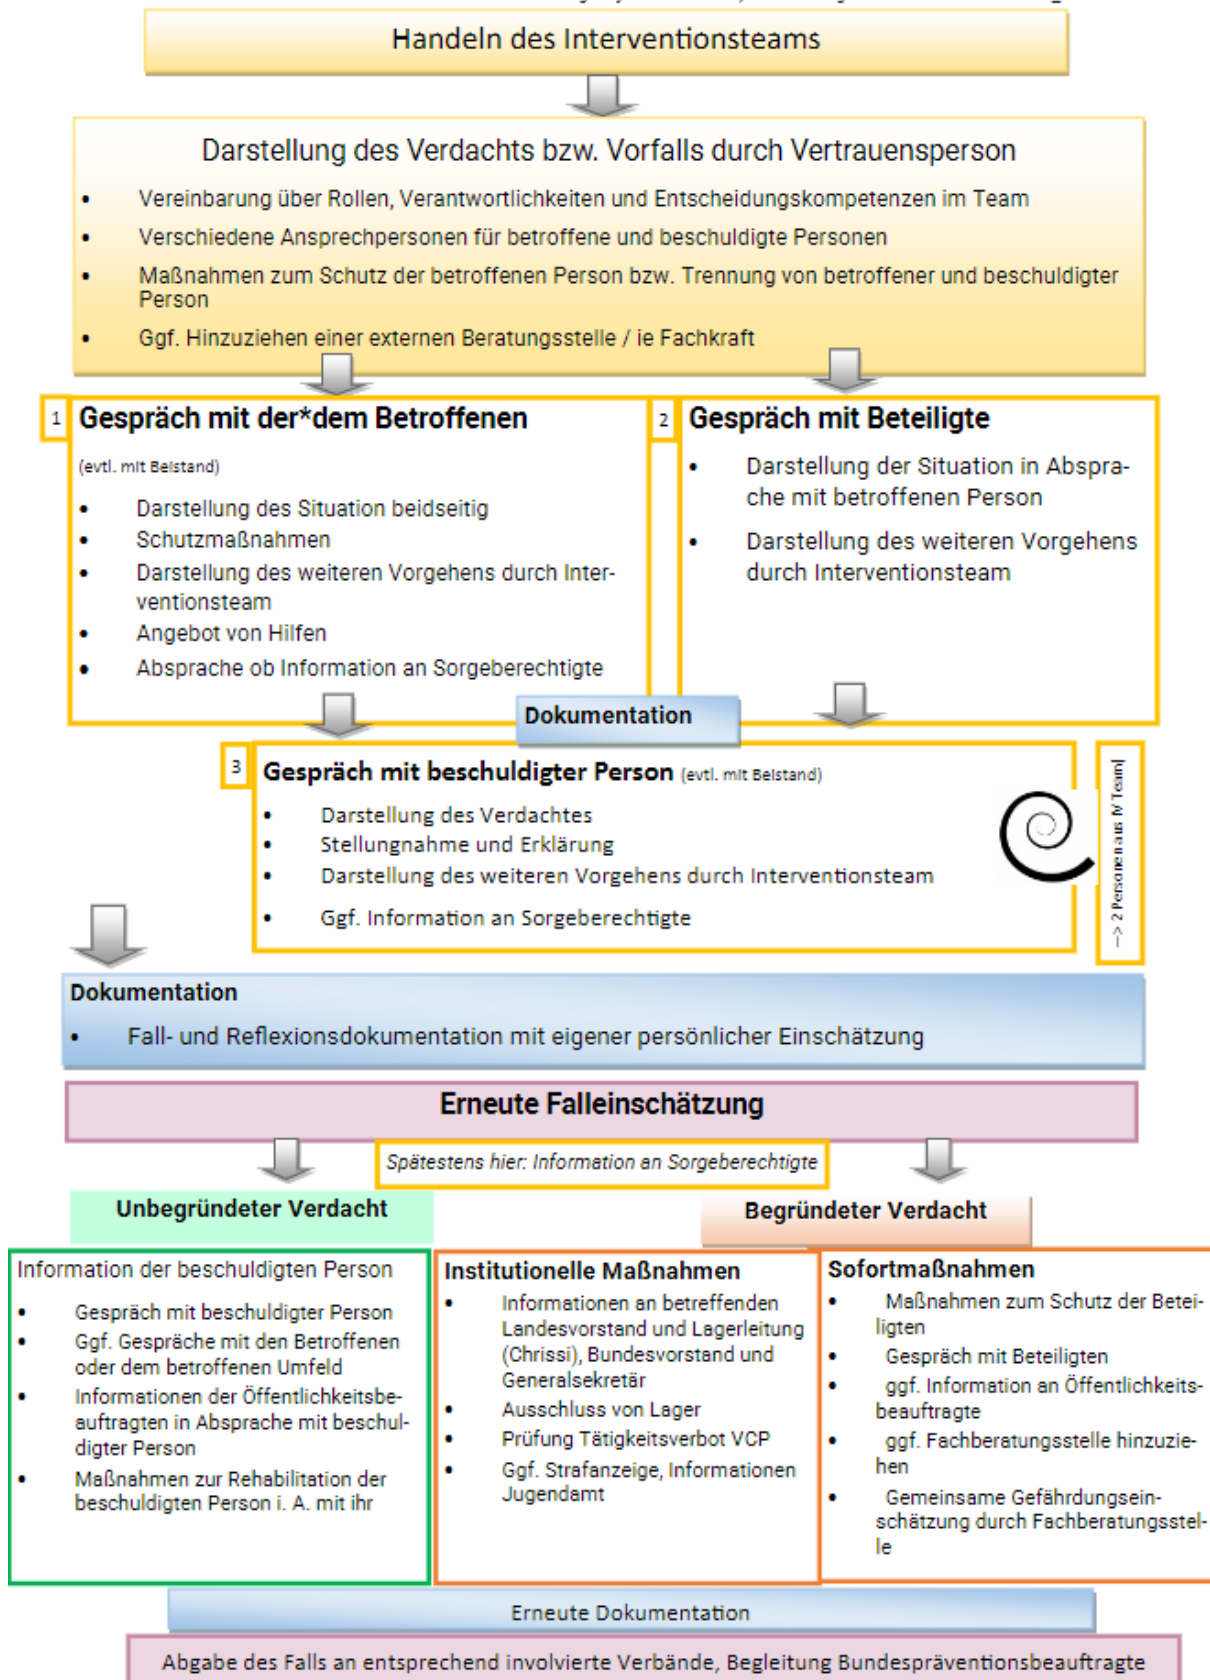 Handeln des Interventionsteams
Darstellung des Verdachts bzw. Vorfalls durch Vertrauensperson
• Vereinbarung über Rollen, Verantwortlichkeiten und Entscheidungskompetenzen im Team
• Verschiedene Ansprechpersonen für betroffene und beschuldigte Personen
• Maßnahmen zum Schutz der betroffenen Person bzw. Trennung von betroffener und beschuldigter
Person
• Ggf. Hinzuziehen einer externen Beratungsstelle / ie Fachkraft
1
Gespräch mit der*dem Betroffenen
(evtl. mit Beistand)
• Darstellung des Situation beidseitig
• Schutzmaßnahmen
• Darstellung des weiteren Vorgehens durch Inter-
ventionsteam
• Angebot von Hilfen
• Absprache ob Information an Sorgeberechtigte
2
Gespräch mit Beteiligte
• Darstellung der Situation in Abspra-
che mit betroffenen Person
• Darstellung des weiteren Vorgehens
durch Interventionsteam
Dokumentation
3
Gespräch mit beschuldigter Person (evtl. mit Beistand)
• Darstellung des Verdachtes
• Stellungnahme und Erklärung
• Darstellung des weiteren Vorgehens durch Interventionsteam
• Ggf. Information an Sorgeberechtigte
—> 2 Personen aus IV Team|
Dokumentation
• Fall- und Reflexionsdokumentation mit eigener persönlicher Einschätzung
Erneute Falleinschätzung
Spätestens hier: Information an Sorgeberechtigte
Unbegründeter Verdacht
Begründeter Verdacht
Information der beschuldigten Person
• Gespräch mit beschuldigter Person
• Ggf. Gespräche mit den Betroffenen
oder dem betroffenen Umfeld
• Informationen der Öffentlichkeitsbe-
auftragten in Absprache mit beschul-
digter Person
• Maßnahmen zur Rehabilitation der
beschuldigten Person i. A. mit ihr
Institutionelle Maßnahmen
• Informationen an betreffenden
Landesvorstand und Lagerleitung
(Chrissi), Bundesvorstand und
Generalsekretär
• Ausschluss von Lager
• Prüfung Tätigkeitsverbot VCP
• Ggf. Strafanzeige, Informationen
Jugendamt
Sofortmaßnahmen
• Maßnahmen zum Schutz der Betei-
ligten
• Gespräch mit Beteiligten
• ggf. Information an Öffentlichkeits-
beauftragte
• ggf. Fachberatungsstelle hinzuzie-
hen
• Gemeinsame Gefährdungsein-
schätzung durch Fachberatungsstel-
le
Erneute Dokumentation
Abgabe des Falls an entsprechend involvierte Verbände, Begleitung Bundespräventionsbeauftragte